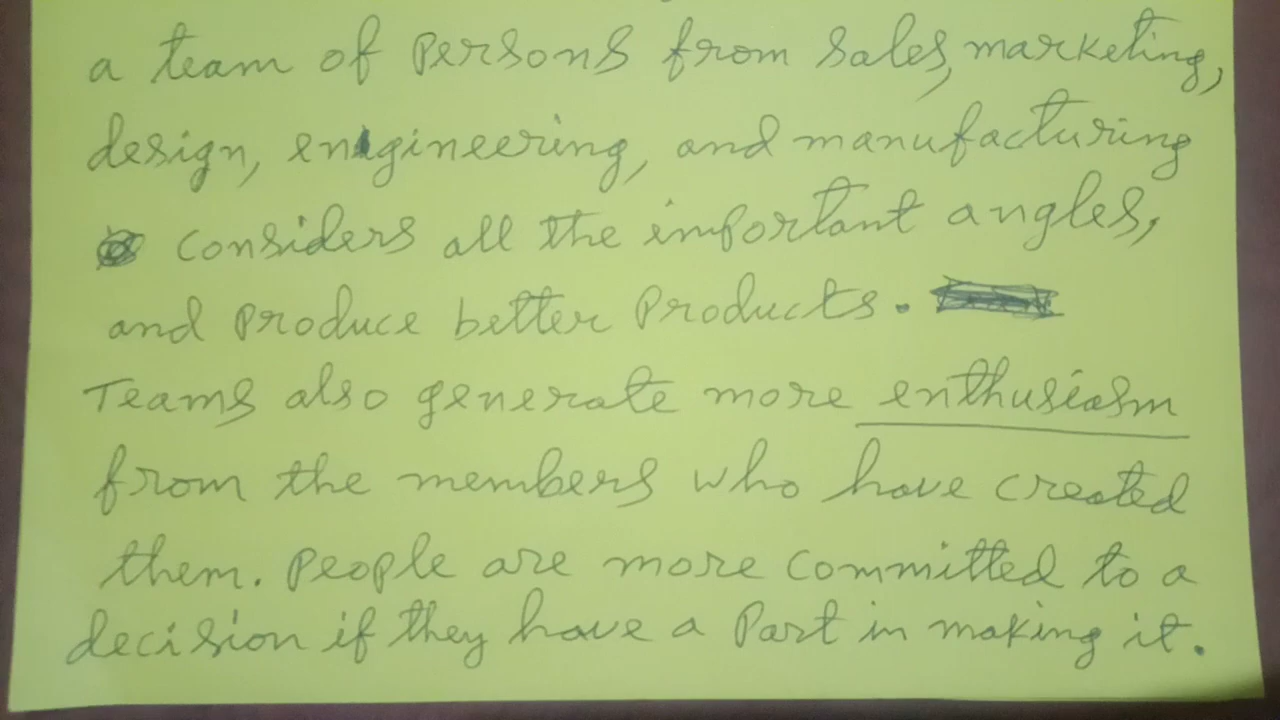 a team of Persons from sales, marketing,
design, engineering, and manufacturing
considers all the important angles,
and Produce better Products.
Teams also generate more enthusiasm
from the members who have created
them. People are more committed to a
decision if they have a Part in making it.